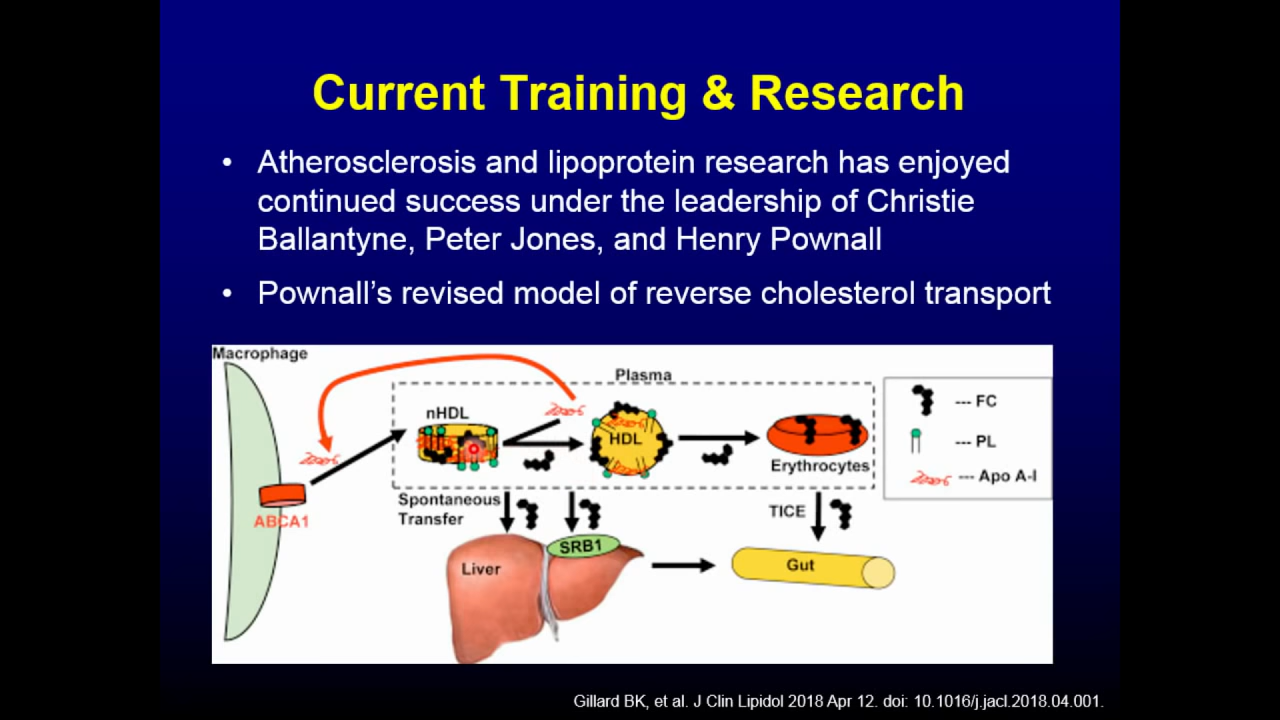 Current Training & Research
• Atherosclerosis and lipoprotein research has enjoyed
continued success under the leadership of Christie
Ballantyne, Peter Jones, and Henry Pownall
• Pownall's revised model of reverse cholesterol transport
Macrophage
Plasma
nHDL
HDL
Erythrocytes
ABCA1
Spontaneous
Transfer
TICE
SRB1
Liver
Gut
--- FC
--- PL
--- Apo A-I
Gillard BK, et al. J Clin Lipidol 2018 Apr 12. doi: 10.1016/j.jacl.2018.04.001.